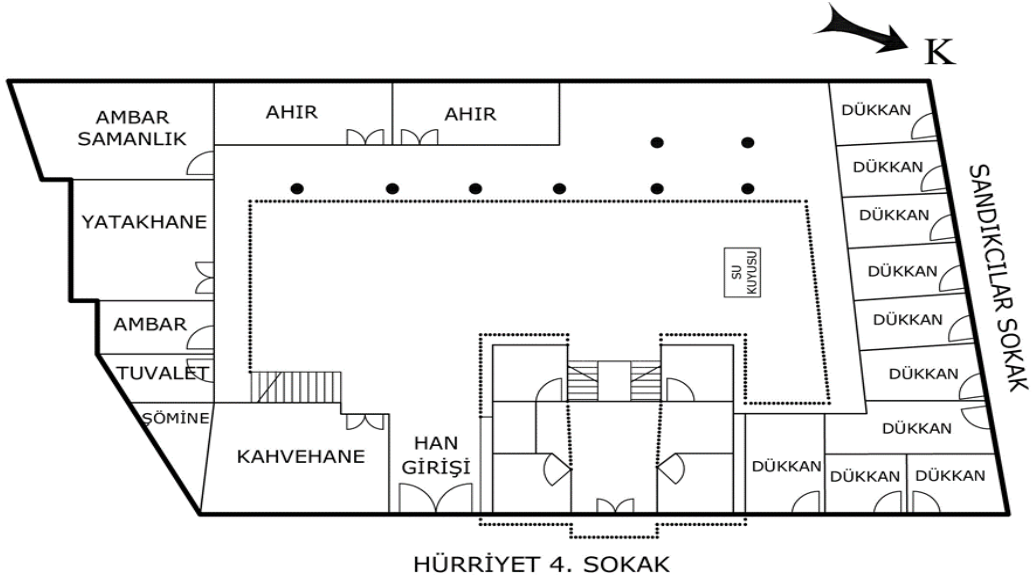 K
AMBAR
SAMANLIK
AHIR
AHIR
DÜKKAN
DÜKKAN
YATAKHANE
DÜKKAN
SANDIKCILAR SOKAK
SU
KUYUSU
DÜKKAN
AMBAR
DÜKKAN
TUVALET
DÜKKAN
ŞÖMİNE
DÜKKAN
KAHVEHANE
HAN
GİRİŞİ
DÜKKAN
DÜKKAN
DÜKKAN
HÜRRİYET 4. SOKAK